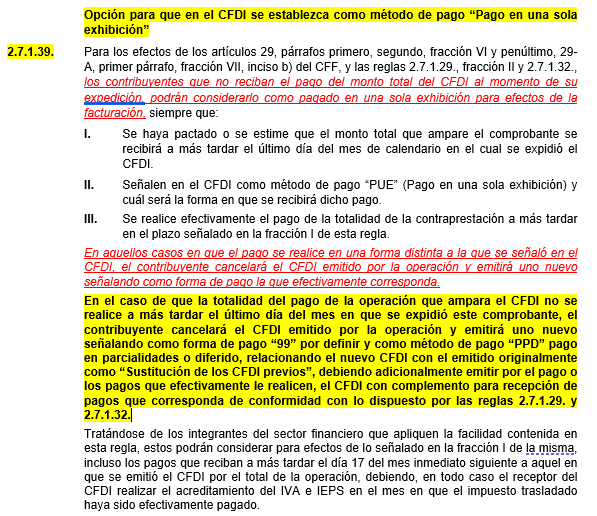 Opción para que en el CFDI se establezca como método de pago “Pago en una sola
exhibición”
2.7.1.39. Para los efectos de los artículos 29, párrafos primero, segundo, fracción VI y penúltimo, 29-
A, primer párrafo, fracción VII, inciso b) del CFF, y las reglas 2.7.1.29., fracción II y 2.7.1.32.,
los contribuyentes que no reciban el pago del monto total del CFDI al momento de su
expedición, podrán considerarlo como pagado en una sola exhibición para efectos de la
facturación, siempre que:
I. Se haya pactado o se estime que el monto total que ampare el comprobante se
recibirá a más tardar el último día del mes de calendario en el cual se expidió el
CFDI.
II. Señalen en el CFDI como método de pago “PUE” (Pago en una sola exhibición) y
cuál será la forma en que se recibirá dicho pago.
III. Se realice efectivamente el pago de la totalidad de la contraprestación a más tardar
en el plazo señalado en la fracción I de esta regla.
En aquellos casos en que el pago se realice en una forma distinta a la que se señaló en el
CFDI, el contribuyente cancelará el CFDI emitido por la operación y emitirá uno nuevo
señalando como forma de pago la que efectivamente corresponda.
En el caso de que la totalidad del pago de la operación que ampara el CFDI no se
realice a más tardar el último día del mes en que se expidió este comprobante, el
contribuyente cancelará el CFDI emitido por la operación y emitirá uno nuevo
señalando como forma de pago “99” por definir y como método de pago “PPD” pago
en parcialidades o diferido, relacionando el nuevo CFDI con el emitido originalmente
como “Sustitución de los CFDI previos”, debiendo adicionalmente emitir por el pago o
los pagos que efectivamente le realicen, el CFDI con complemento para recepción de
pagos que corresponda de conformidad con lo dispuesto por las reglas 2.7.1.29. y
2.7.1.32.
Tratándose de los integrantes del sector financiero que apliquen la facilidad contenida en
esta regla, estos podrán considerar para efectos de lo señalado en la fracción I de la misma,
incluso los pagos que reciban a más tardar el día 17 del mes inmediato siguiente a aquel en
que se emitió el CFDI por el total de la operación, debiendo, en todo caso el receptor del
CFDI realizar el acreditamiento del IVA e IEPS en el mes en que el impuesto trasladado
haya sido efectivamente pagado.